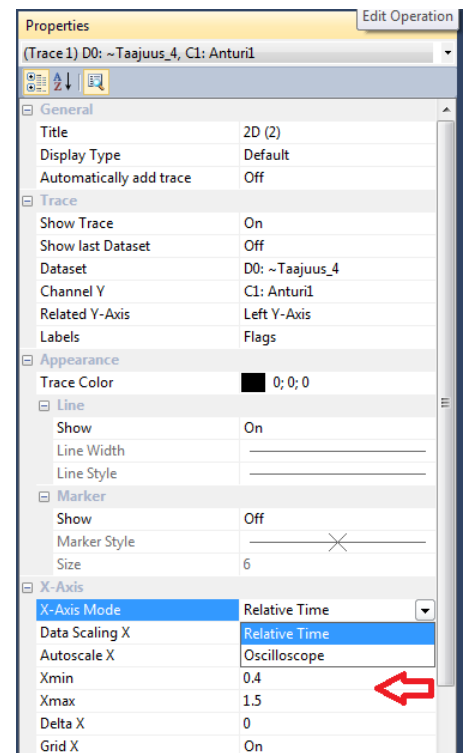 Edit Operation
Properties
(Trace 1) D0: ~Taajuus_4, C1: Anturi1
General
Title 2D (2)
Display Type Default
Automatically add trace Off
Trace
Show Trace On
Show last Dataset Off
Dataset D0: ~Taajuus_4
Channel Y C1: Anturi1
Related Y-Axis Left Y-Axis
Labels Flags
Appearance
Trace Color 0; 0; 0
Line
Show On
Line Width
Line Style
Marker
Show Off
Marker Style
Size 6
X-Axis
X-Axis Mode Relative Time
Data Scaling X Relative Time
Autoscale X Oscilloscope
Xmin 0.4
Xmax 1.5
Delta X 0
Grid X On